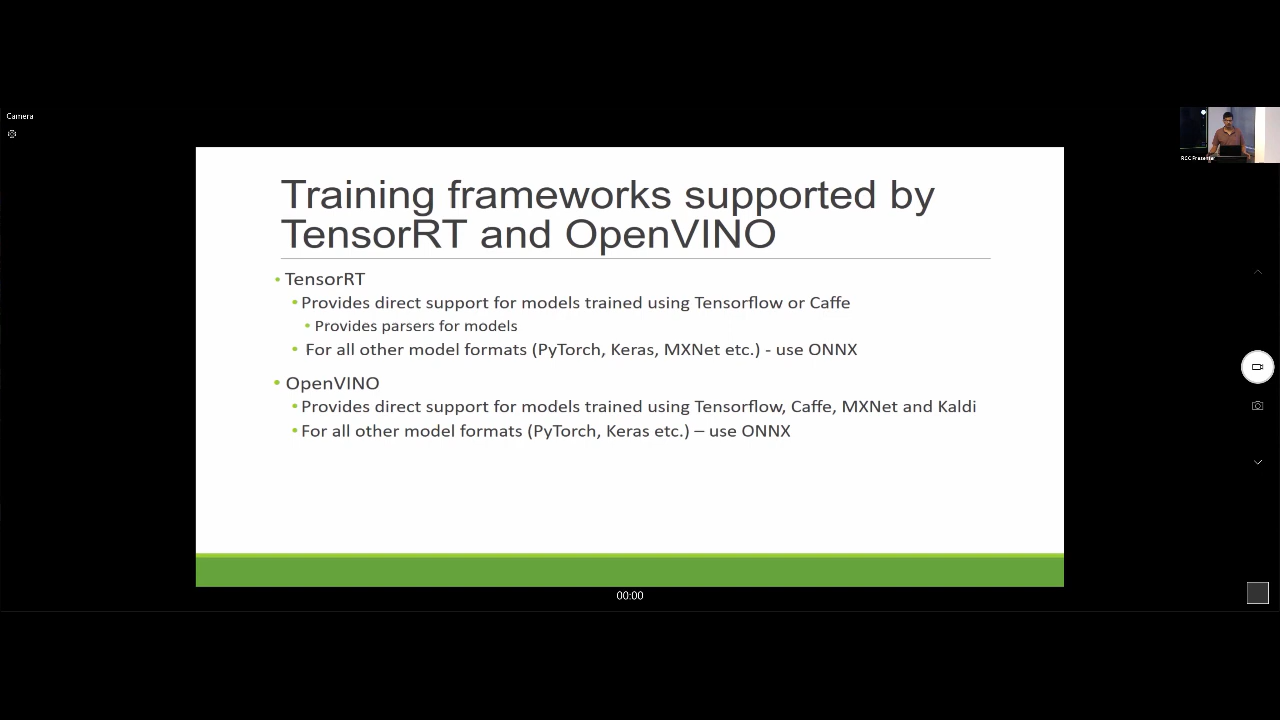 Camera
RCC Presenter
Training frameworks supported by
TensorRT and OpenVINO
• TensorRT
• Provides direct support for models trained using Tensorflow or Caffe
• Provides parsers for models
• For all other model formats (PyTorch, Keras, MXNet etc.) - use ONNX
• OpenVINO
• Provides direct support for models trained using Tensorflow, Caffe, MXNet and Kaldi
• For all other model formats (PyTorch, Keras etc.) – use ONNX
00:00